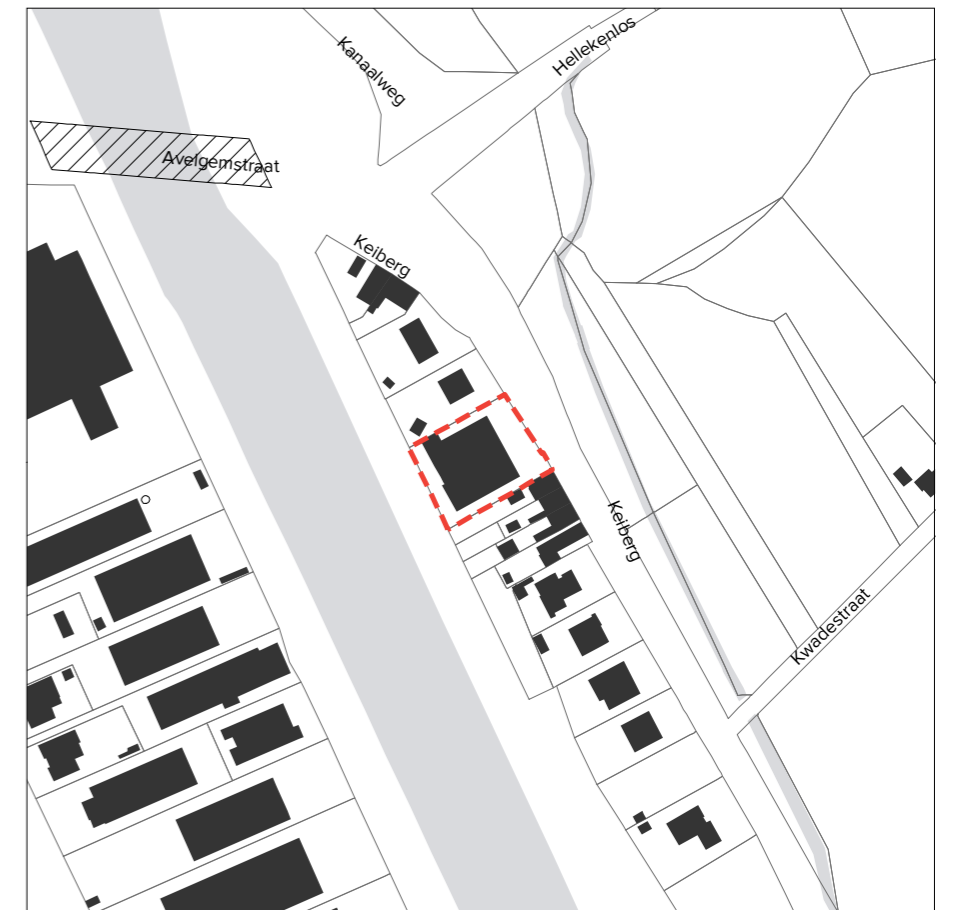 Kanaalweg
Hellekenlos
Avelgemstraat
Keiberg
Keiberg
Kwadestraat